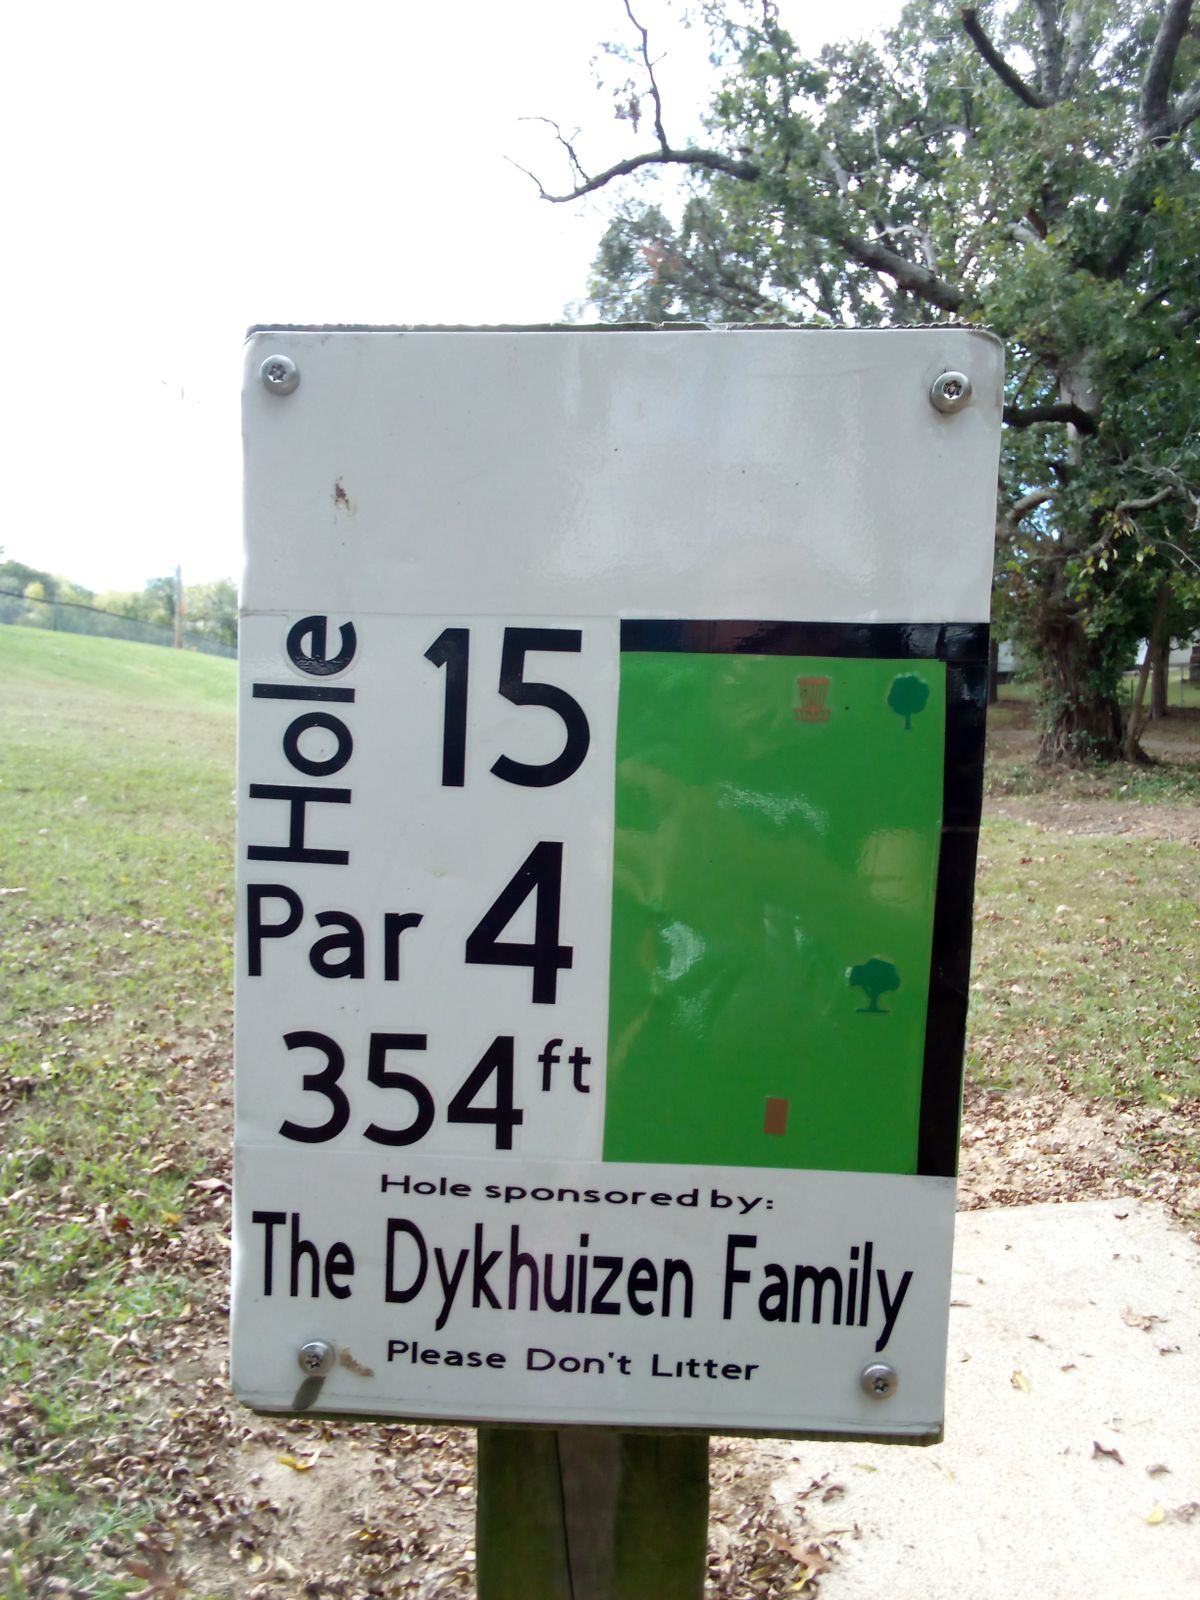 Hole 15
Par 4
354 ft
Hole sponsored by:
The Dykhuizen Family
Please Don't Litter